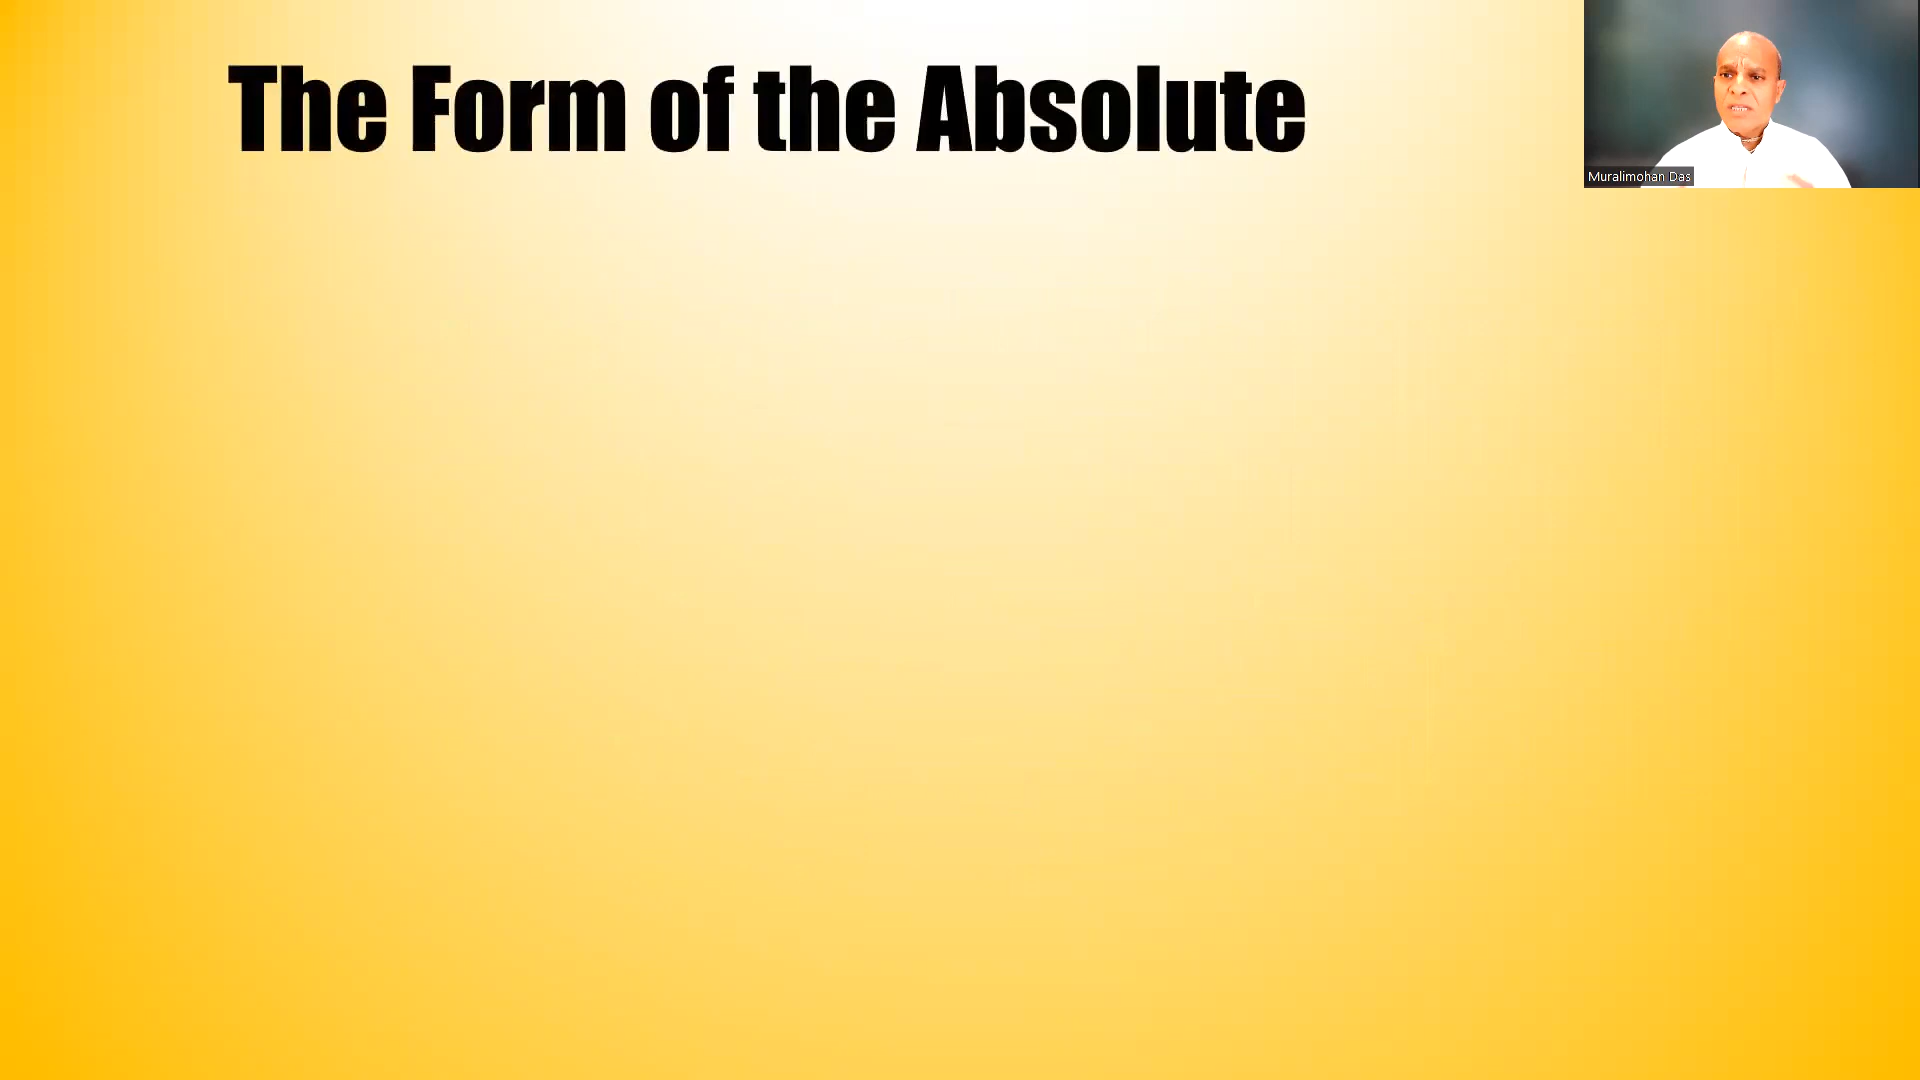 The Form of the Absolute
Muralimohan Das